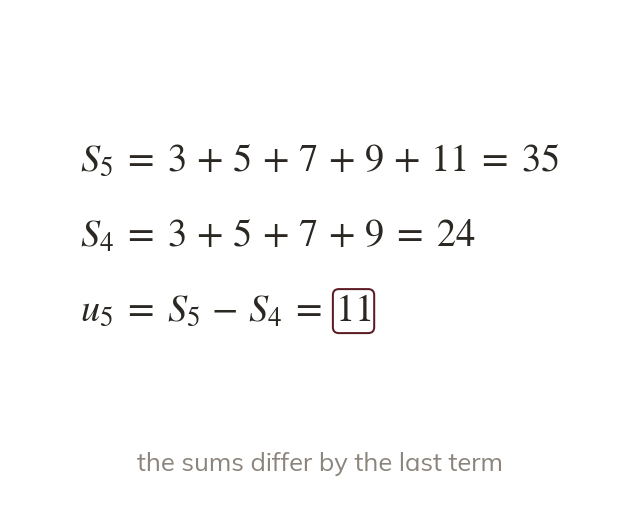 S₅ = 3 + 5 + 7 + 9 + 11 = 35
S₄ = 3 + 5 + 7 + 9 = 24
u₅ = S₅ − S₄ = 11
the sums differ by the last term